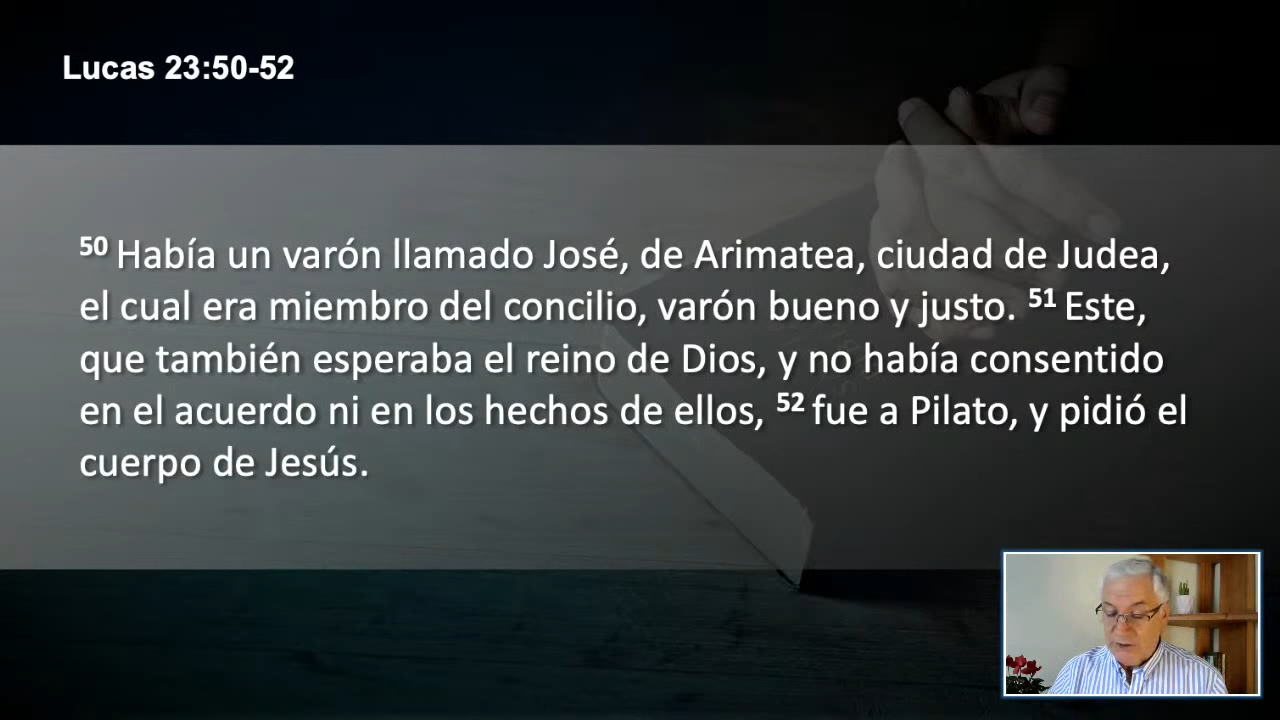 Lucas 23:50-52
50 Había un varón llamado José, de Arimatea, ciudad de Judea,
el cual era miembro del concilio, varón bueno y justo. 51 Este,
que también esperaba el reino de Dios, y no había consentido
en el acuerdo ni en los hechos de ellos, 52 fue a Pilato, y pidió el
cuerpo de Jesús.